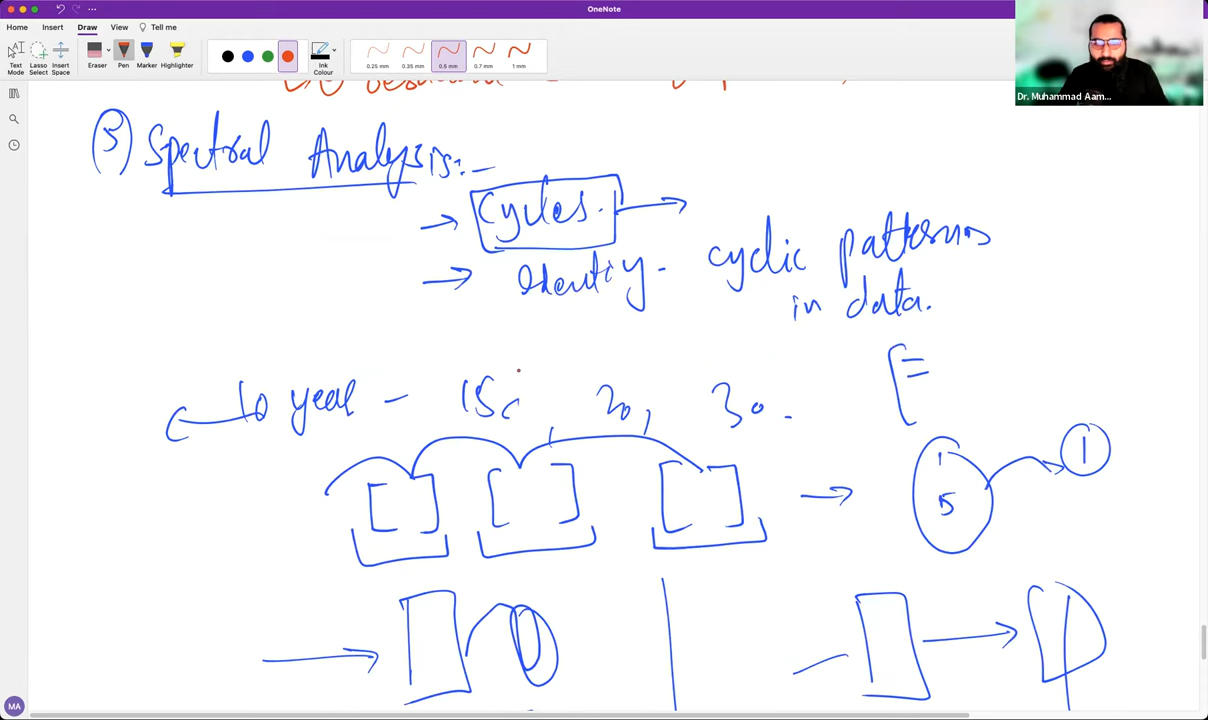 OneNote
Home Insert Draw View Tell me
Text Mode Lasso Select Insert Space Eraser Pen Marker Highlighter Ink Colour 0.25 mm 0.35 mm 0.5 mm 0.7 mm 1 mm
Dr. Muhammad Aam...
Spectral Analysis:-
→ Cycles. →
→ Identity - cyclic patterns
in data.
10 year - 15, 20, 30.
1
5
1
MA